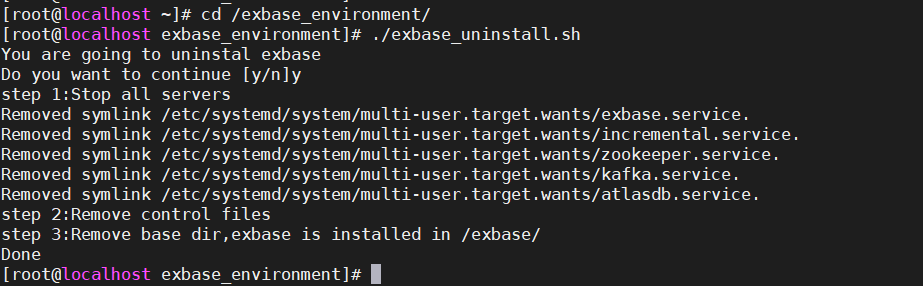 [root@localhost ~]# cd /exbase_environment/
[root@localhost exbase_environment]# ./exbase_uninstall.sh
You are going to uninstal exbase
Do you want to continue [y/n]y
step 1:Stop all servers
Removed symlink /etc/systemd/system/multi-user.target.wants/exbase.service.
Removed symlink /etc/systemd/system/multi-user.target.wants/incremental.service.
Removed symlink /etc/systemd/system/multi-user.target.wants/zookeeper.service.
Removed symlink /etc/systemd/system/multi-user.target.wants/kafka.service.
Removed symlink /etc/systemd/system/multi-user.target.wants/atlasdb.service.
step 2:Remove control files
step 3:Remove base dir,exbase is installed in /exbase/
Done
[root@localhost exbase_environment]#